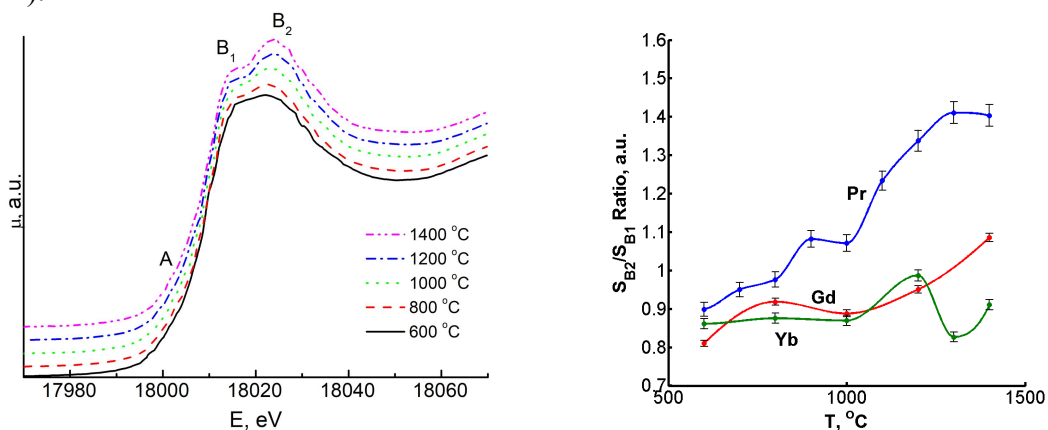 ).
B1 B2
A
μ, a.u.
1400 °C
1200 °C
1000 °C
800 °C
600 °C
17980 18000 18020 18040 18060
E, eV
1.6
1.5
1.4
1.3
1.2
1.1
1
0.9
0.8
0.7
SB2/SB1 Ratio, a.u.
Pr
Gd
Yb
500 1000 1500
T, °C